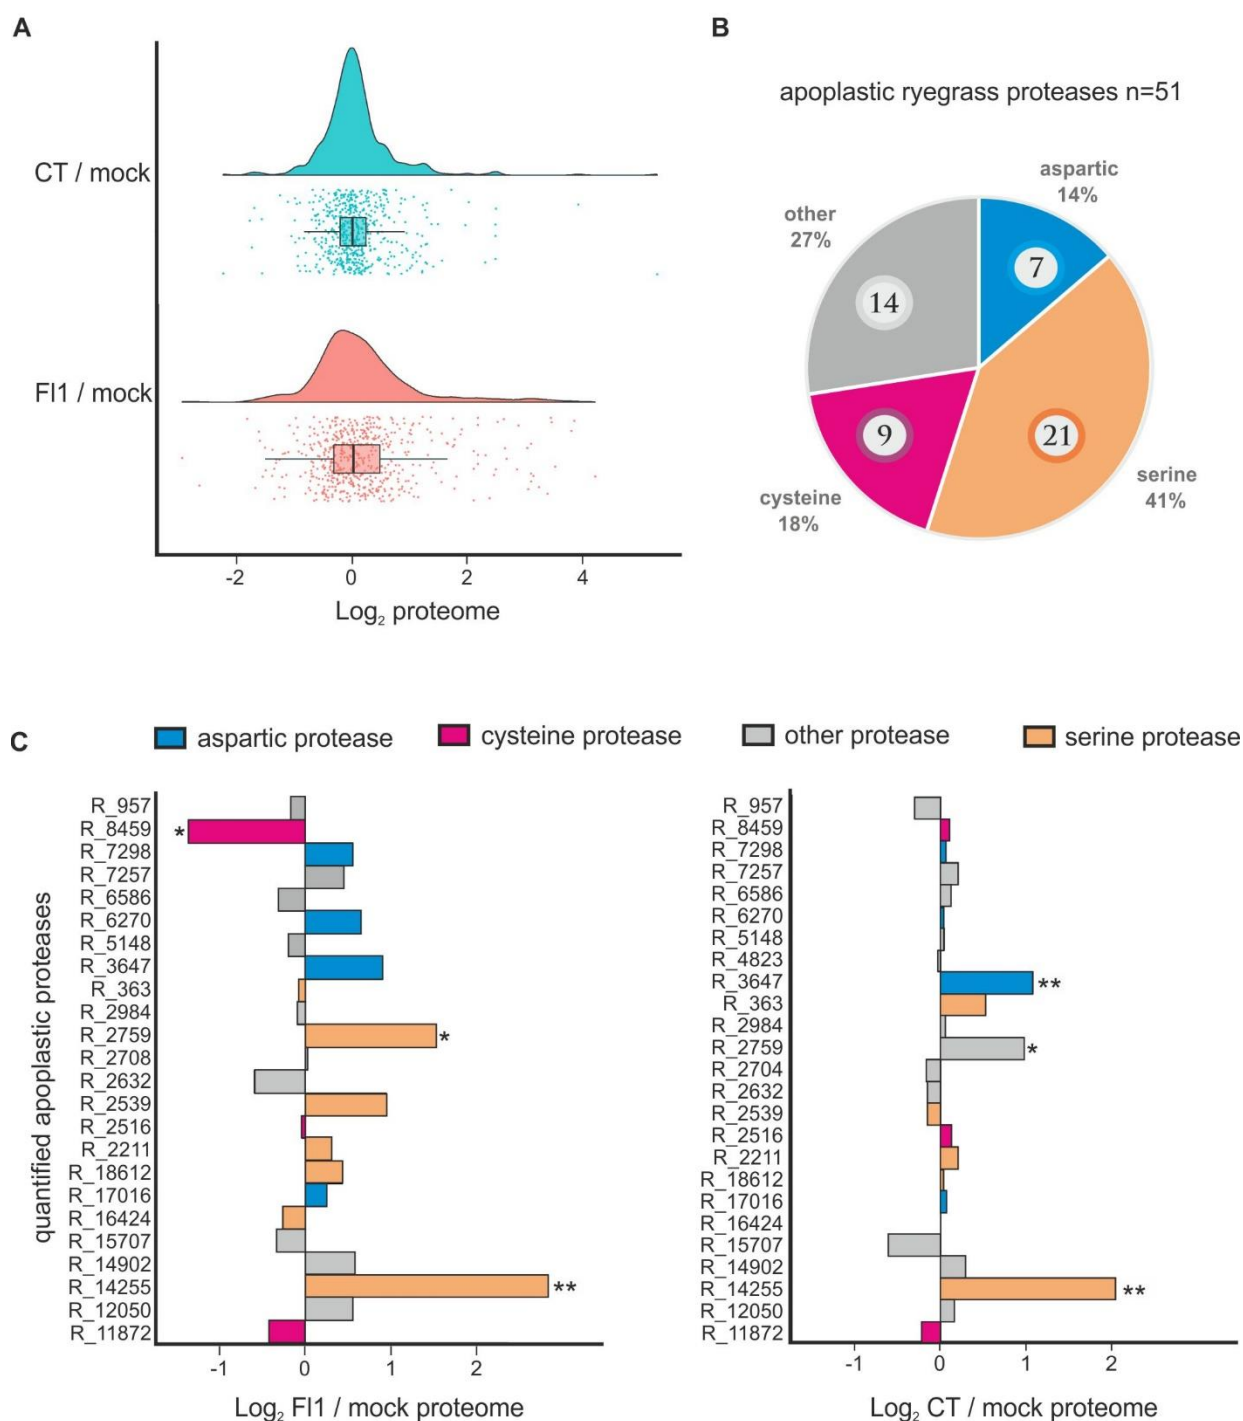 A
CT / mock
Fl1 / mock
-2 0 2 4
Log₂ proteome
B
apoplastic ryegrass proteases n=51
aspartic
14%
other
27%
7
14
9
21
cysteine
18%
serine
41%
C
aspartic protease cysteine protease other protease serine protease
quantified apoplastic proteases
R_957
R_8459
*
R_7298
R_7257
R_6586
R_6270
R_5148
R_3647
R_363
R_2984
R_2759
*
R_2708
R_2632
R_2539
R_2516
R_2211
R_18612
R_17016
R_16424
R_15707
R_14902
R_14255
**
R_12050
R_11872
-1 0 1 2
Log₂ Fl1 / mock proteome
R_957
R_8459
R_7298
R_7257
R_6586
R_6270
R_5148
R_4823
R_3647
**
R_363
R_2984
R_2759
*
R_2704
R_2632
R_2539
R_2516
R_2211
R_18612
R_17016
R_16424
R_15707
R_14902
R_14255
**
R_12050
R_11872
-1 0 1 2
Log₂ CT / mock proteome